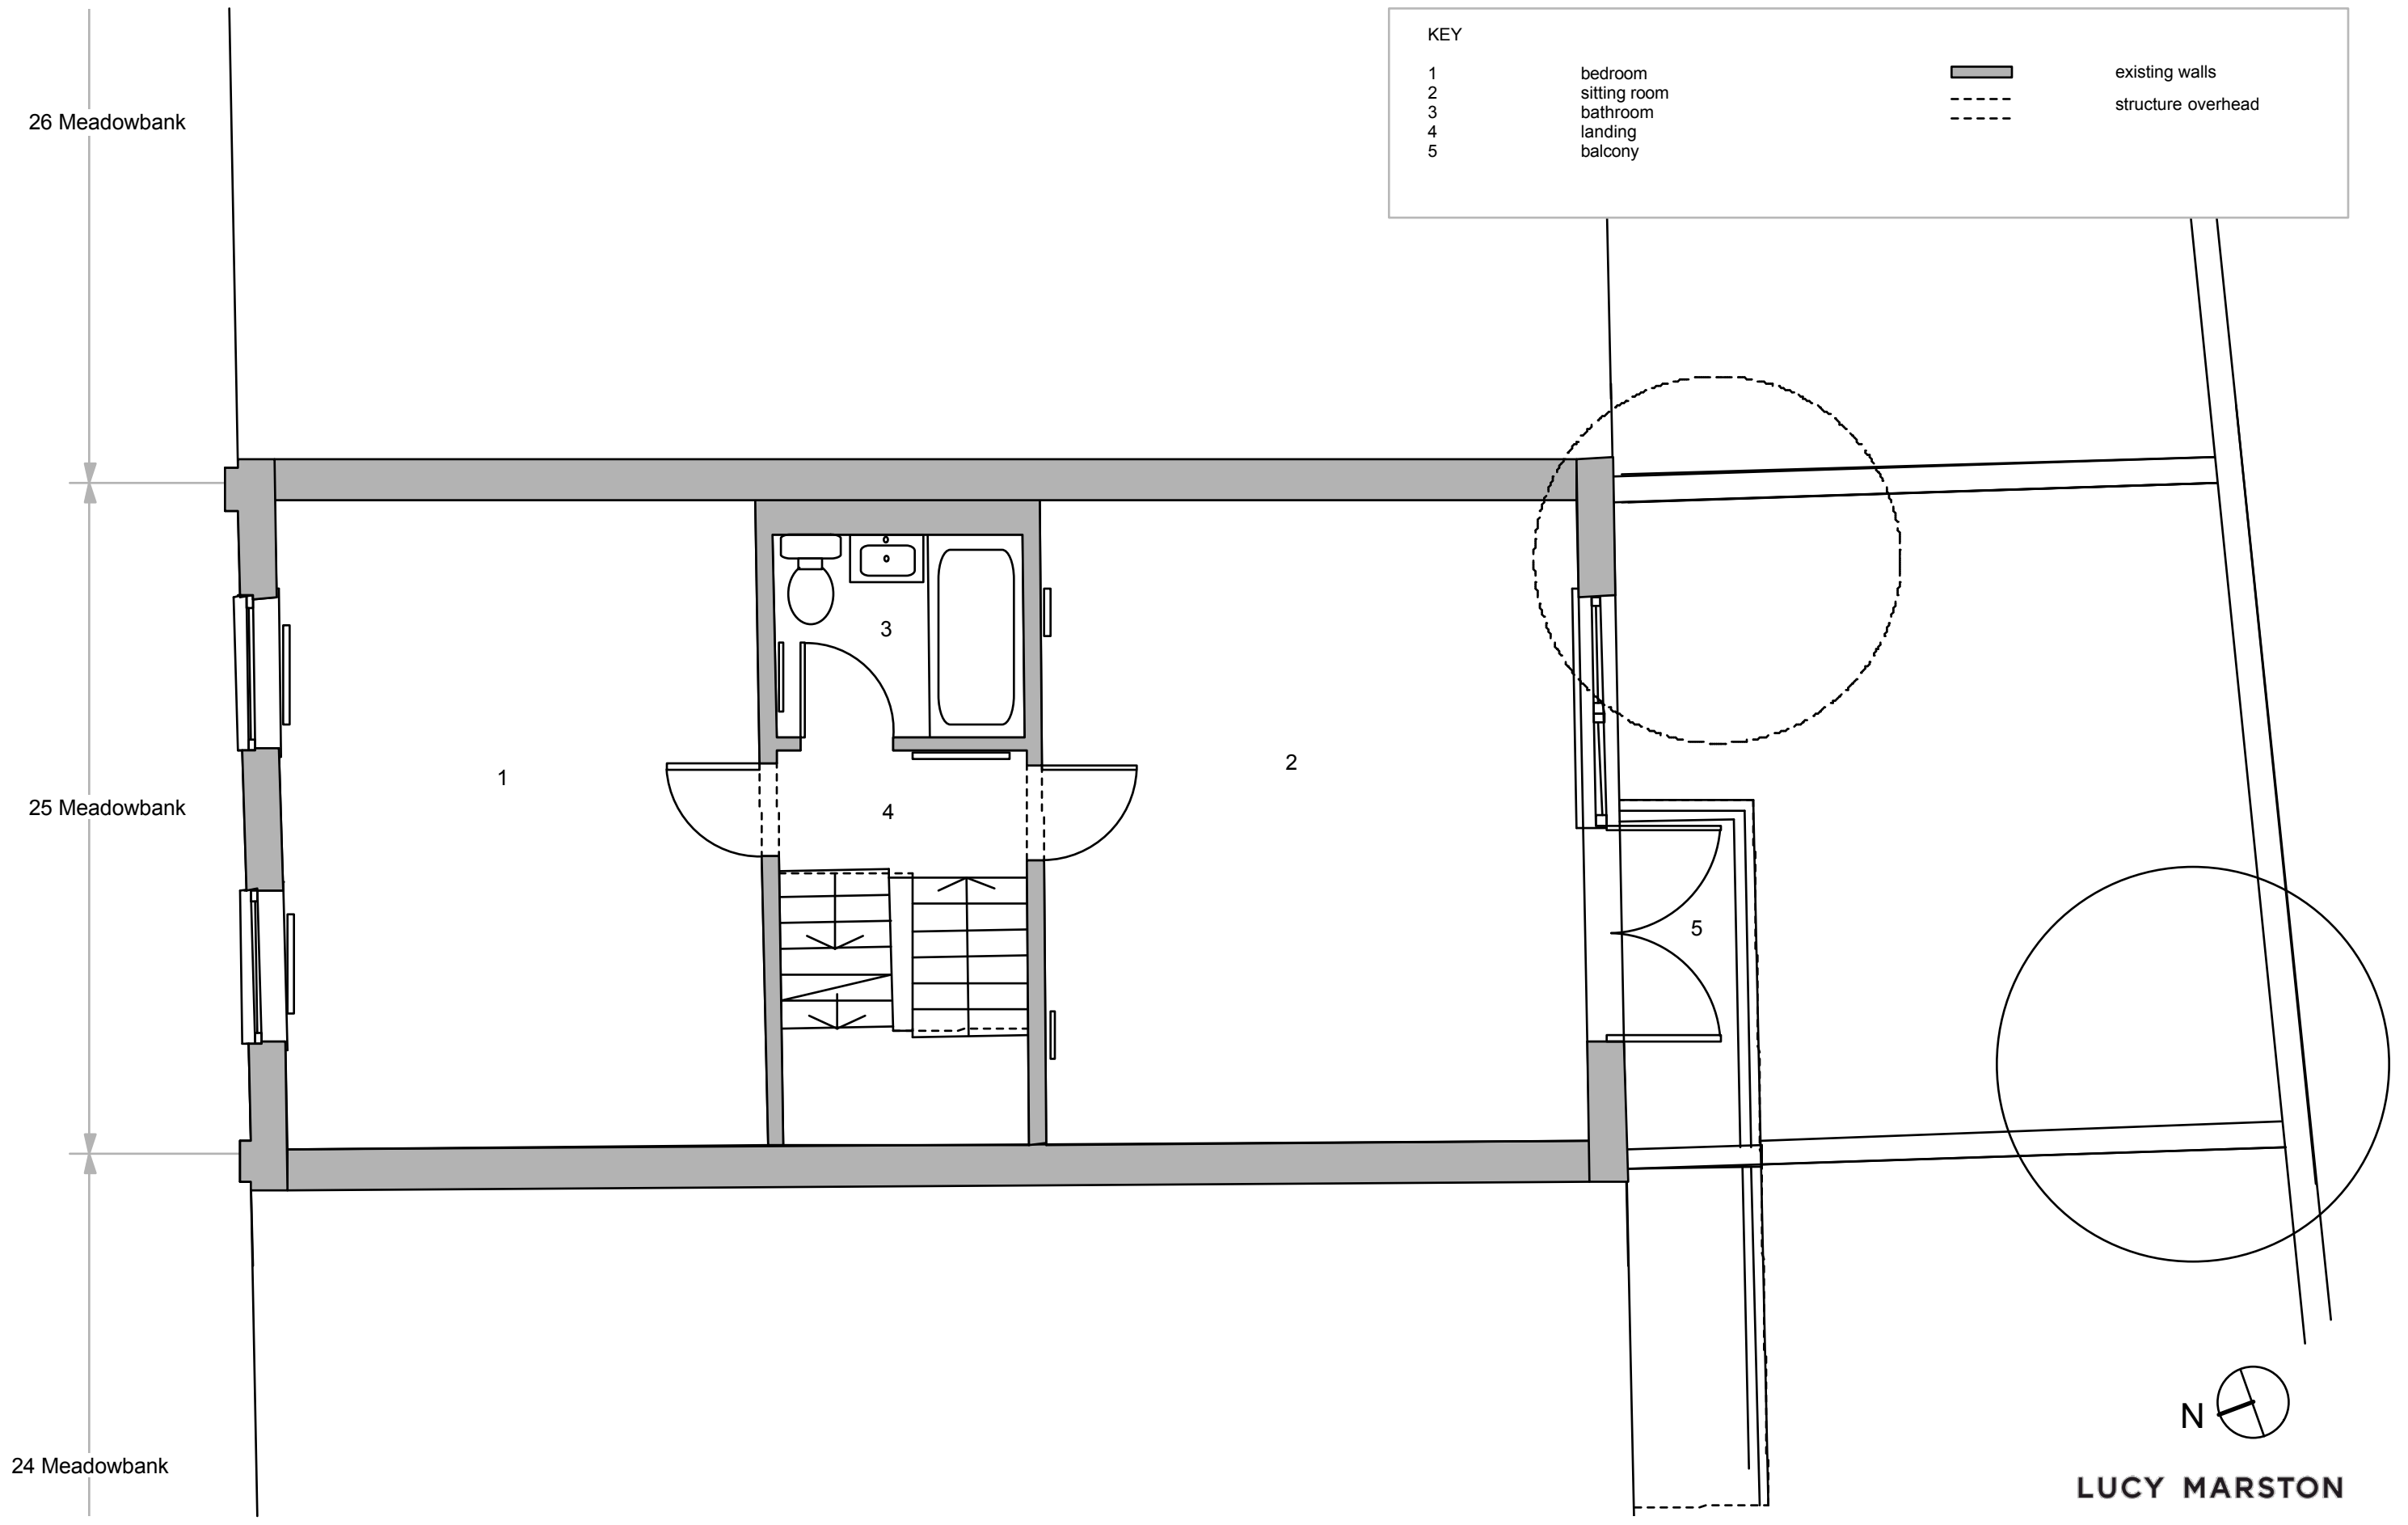 KEY
1 bedroom
2 sitting room
3 bathroom
4 landing
5 balcony
existing walls
structure overhead
26 Meadowbank
25 Meadowbank
24 Meadowbank
1
2
3
4
5
N
LUCY MARSTON